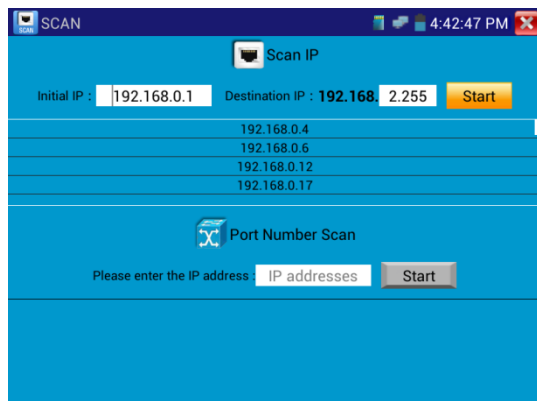 SCAN SCAN 4:42:47 PM
Scan IP
Initial IP : 192.168.0.1 Destination IP : 192.168. 2.255 Start
192.168.0.4
192.168.0.6
192.168.0.12
192.168.0.17
Port Number Scan
Please enter the IP address : IP addresses Start